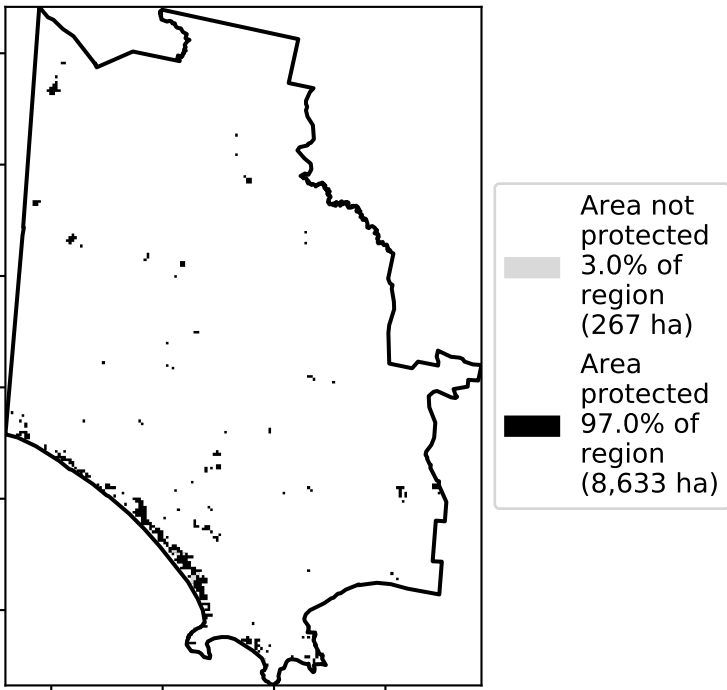 Area not
protected
3.0% of
region
(267 ha)
Area
protected
97.0% of
region
(8,633 ha)